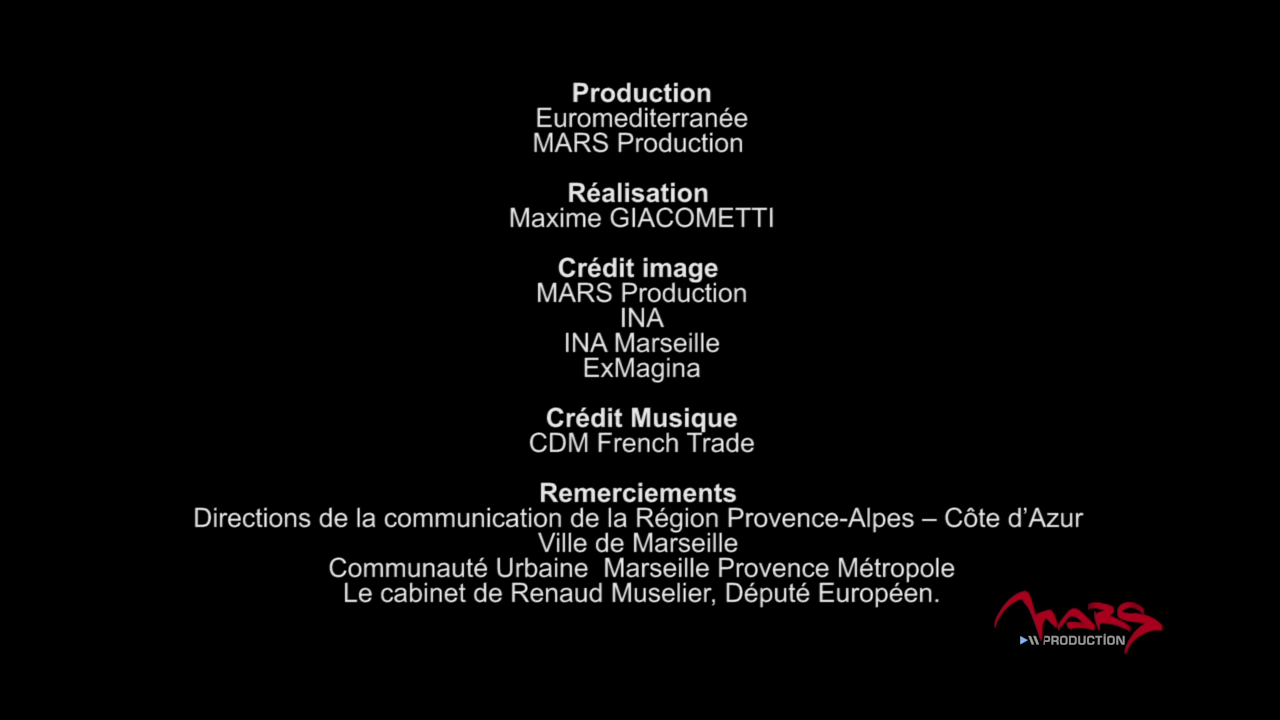 Production
Euromediterranée
MARS Production
Réalisation
Maxime GIACOMETTI
Crédit image
MARS Production
INA
INA Marseille
ExMagina
Crédit Musique
CDM French Trade
Remerciements
Directions de la communication de la Région Provence-Alpes – Côte d’Azur
Ville de Marseille
Communauté Urbaine  Marseille Provence Métropole
Le cabinet de Renaud Muselier, Député Européen.
MARS
PRODUCTION